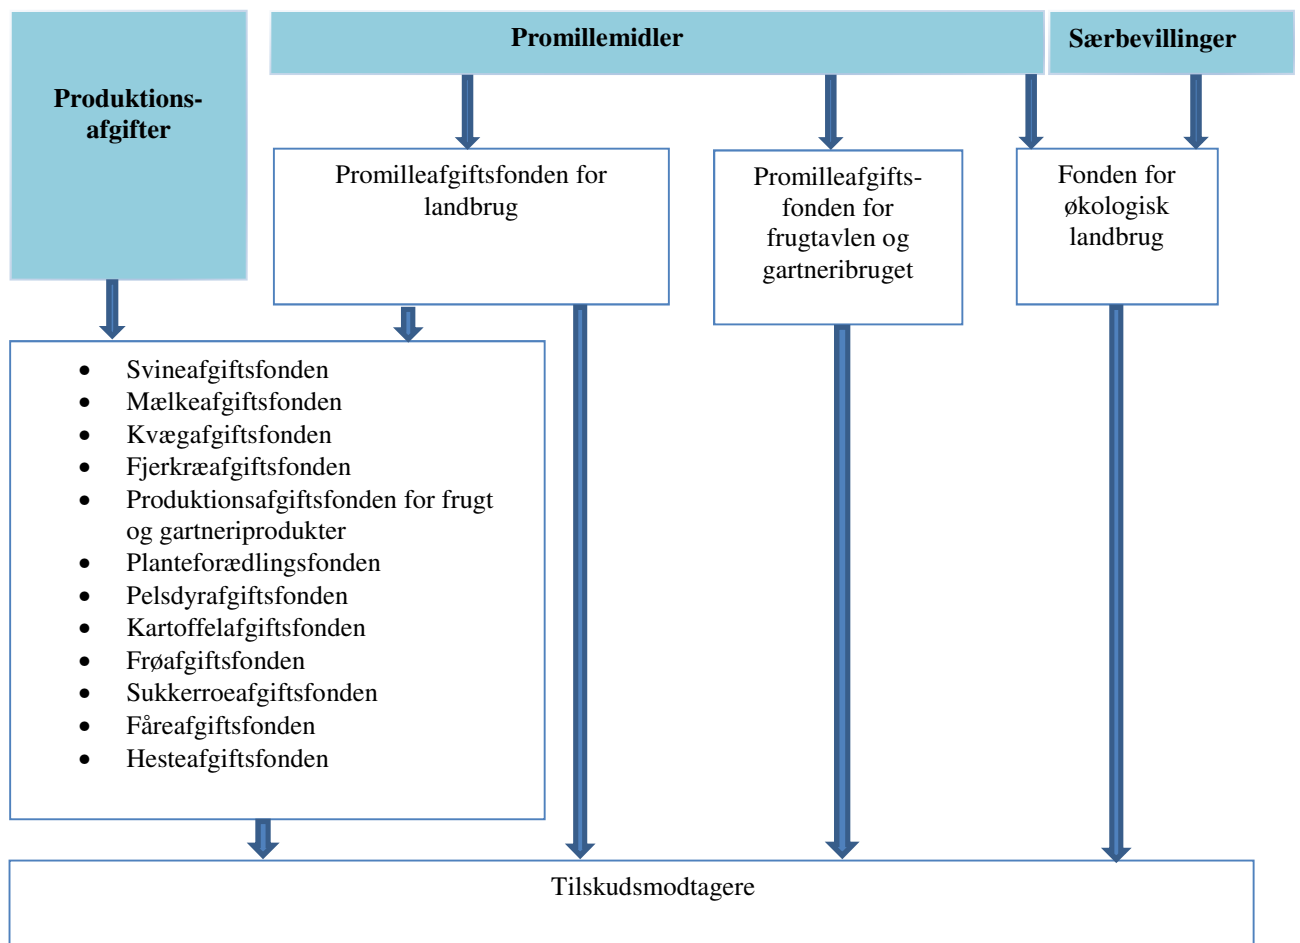 Promillemidler
Særbevillinger
Produktions-
afgifter
Promilleafgiftsfonden for
landbrug
Promilleafgifts-
fonden for
frugtavlen og
gartneribruget
Fonden for
økologisk
landbrug
• Svineafgiftsfonden
• Mælkeafgiftsfonden
• Kvægafgiftsfonden
• Fjerkræafgiftsfonden
• Produktionsafgiftsfonden for frugt
og gartneriprodukter
• Planteforædlingsfonden
• Pelsdyrafgiftsfonden
• Kartoffelafgiftsfonden
• Frøafgiftsfonden
• Sukkerroeafgiftsfonden
• Fåreafgiftsfonden
• Hesteafgiftsfonden
Tilskudsmodtagere